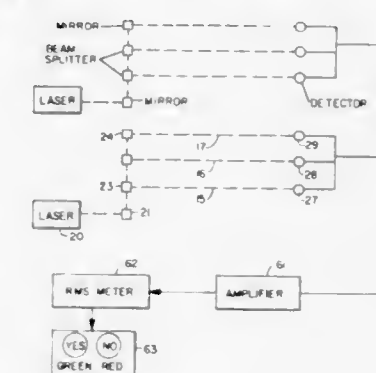 MIRROR
BEAM
SPLITTER
LASER
MIRROR
DETECTOR
24
17
29
16
28
23
15
27
LASER
21
20
62
61
RMS METER
AMPLIFIER
YES NO
63
GREEN RED